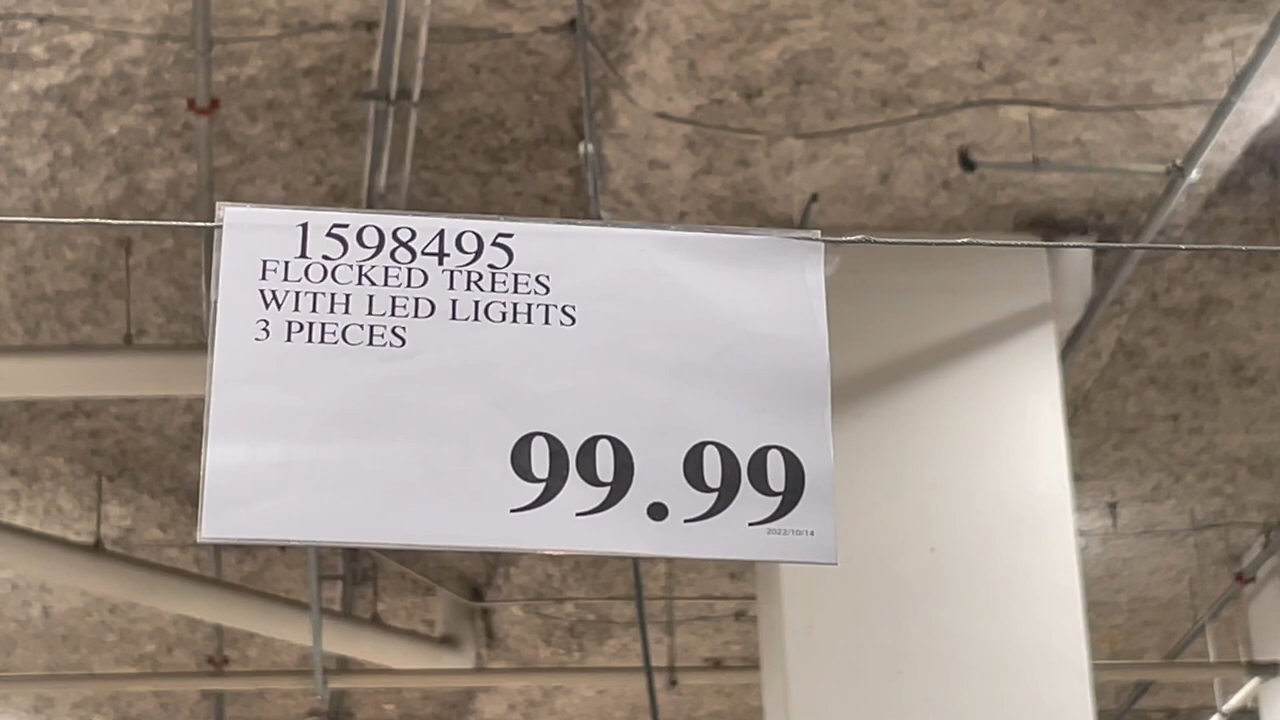 1598495
FLOCKED TREES
WITH LED LIGHTS
3 PIECES
99.99
2022/10/14